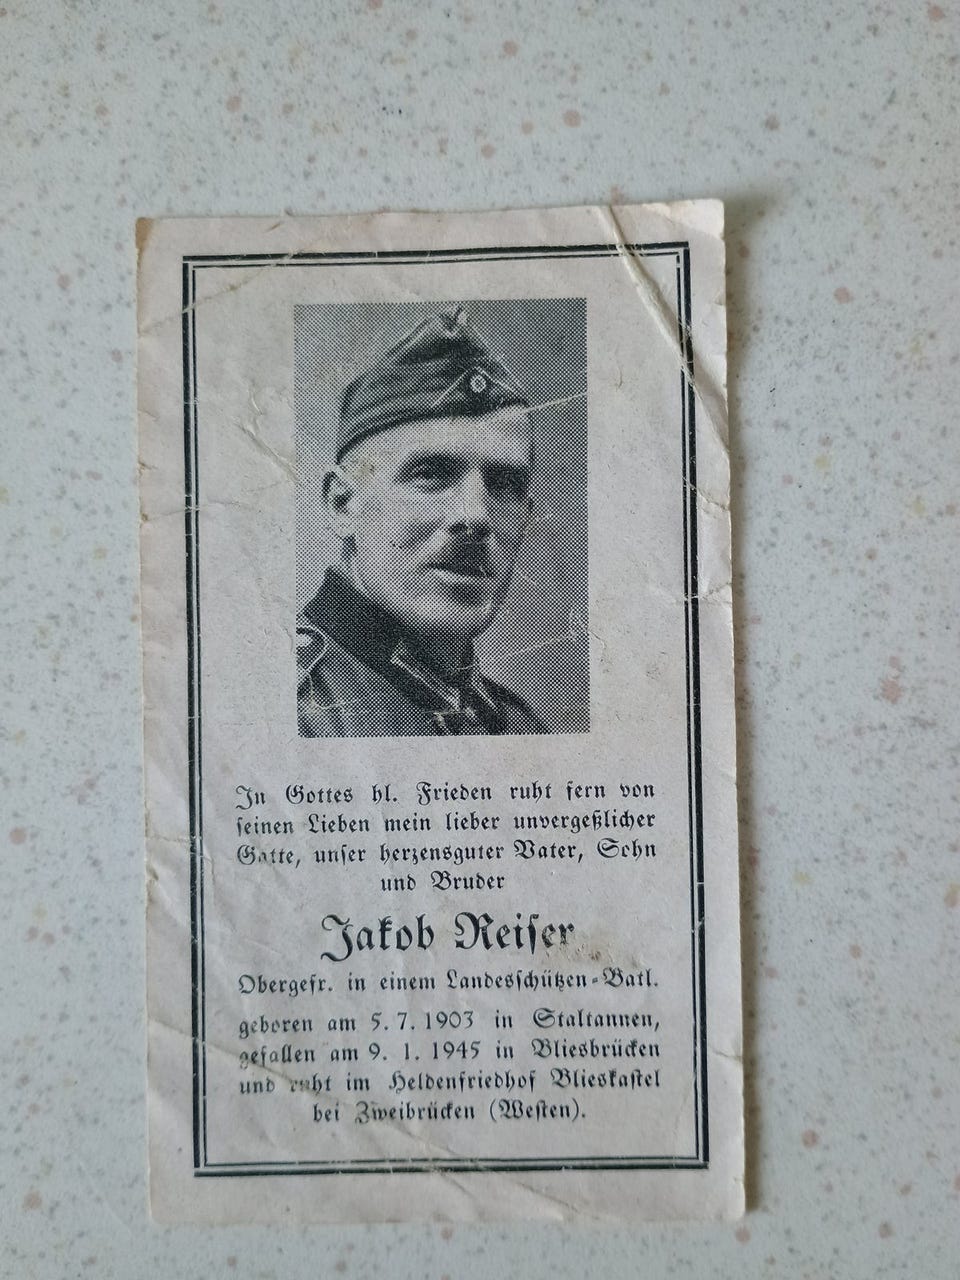 In Gottes hl. Frieden ruht fern von
seinen Lieben mein lieber unvergeßlicher
Gatte, unser herzensguter Vater, Sohn
und Bruder
Jakob Reiser
Obergefr. in einem Landesschützen-Batl.
geboren am 5. 7. 1903 in Staltannen,
gefallen am 9. 1. 1945 in Bliesbrücken
und ruht im Heldenfriedhof Blieskastel
bei Zweibrücken (Westen).